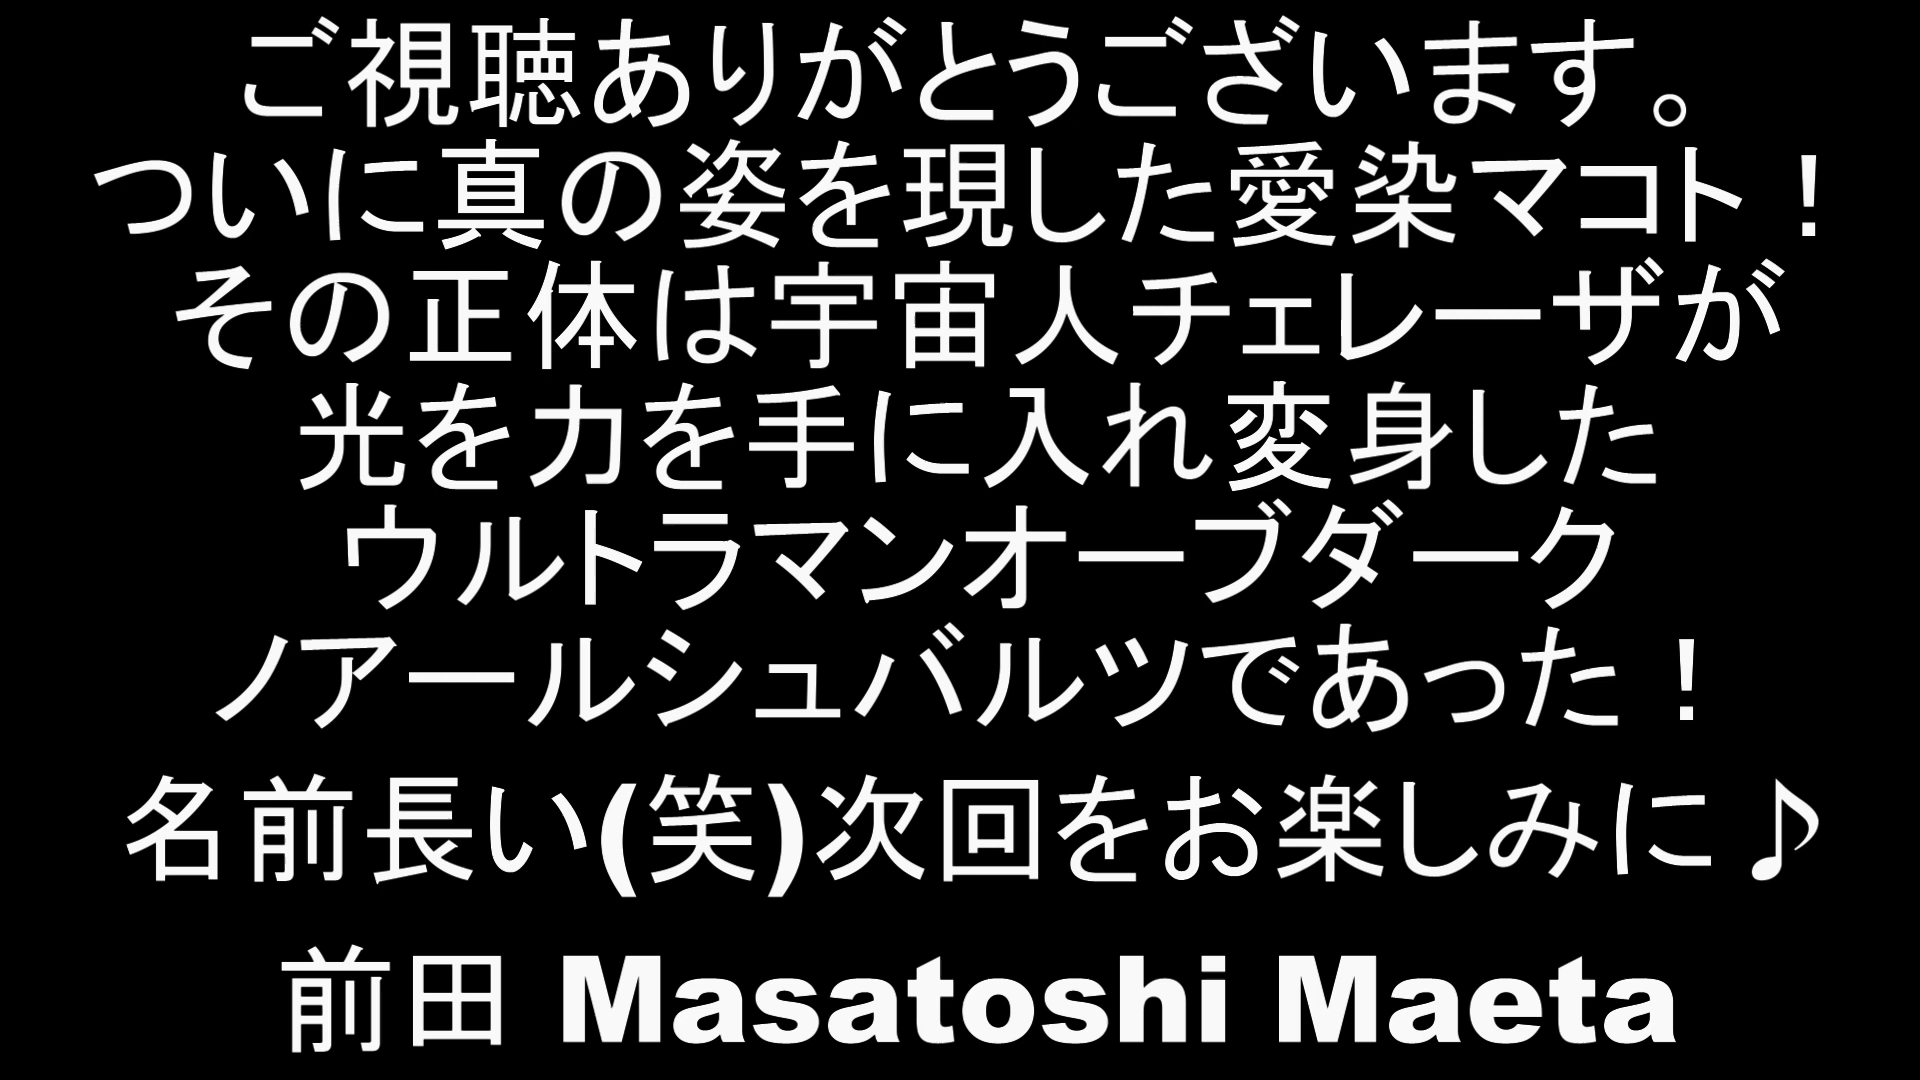 ご視聴ありがとうございます。
ついに真の姿を現した愛染マコト！
その正体は宇宙人チェレーザが
光を力を手に入れ変身した
ウルトラマンオーブダーク
ノアールシュバルツであった！
名前長い(笑)次回をお楽しみに♪
前田 Masatoshi Maeta